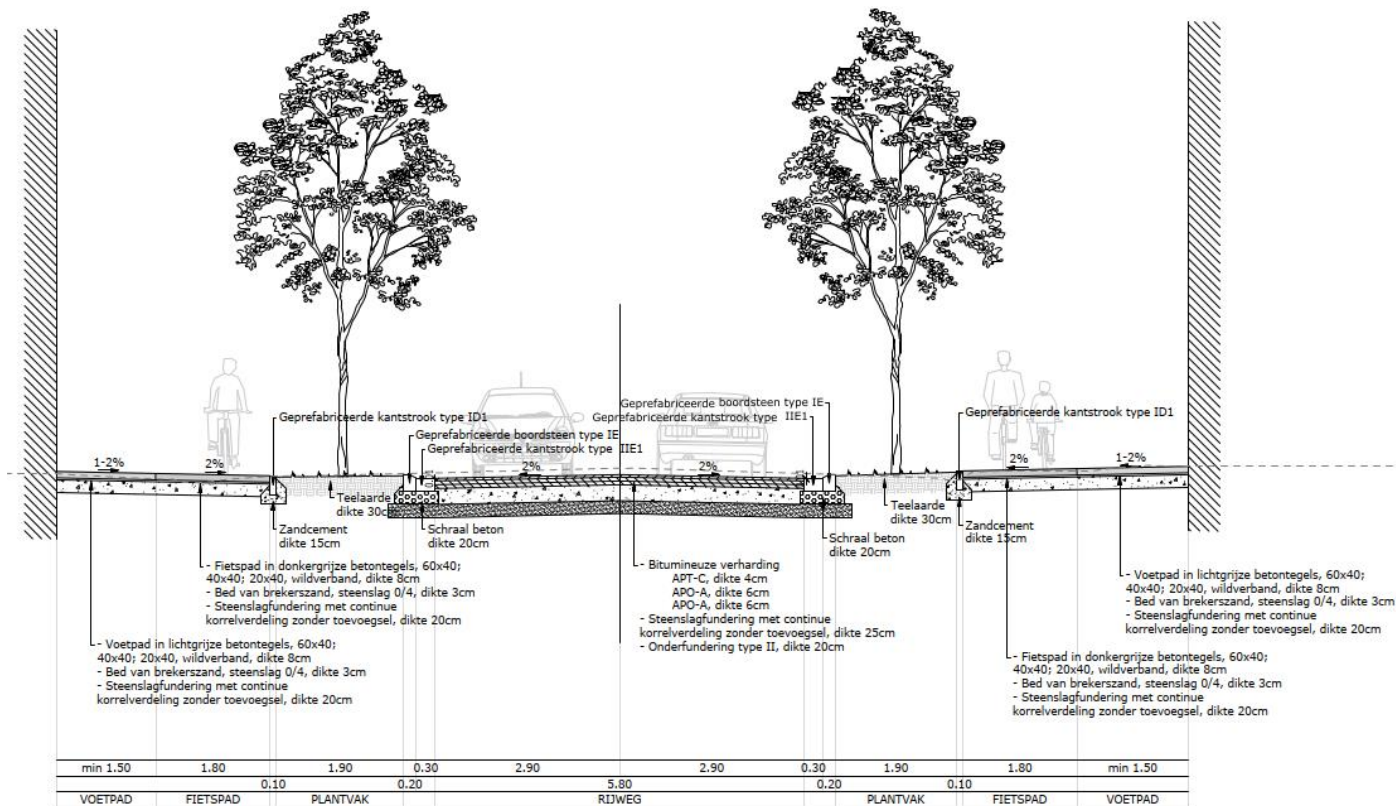 Geprefabriceerde kantstrook type ID1
Geprefabriceerde boordsteen type IE
Geprefabriceerde kantstrook type IIE1
Geprefabriceerde boordsteen type IE
Geprefabriceerde kantstrook type IIE1
Geprefabriceerde kantstrook type ID1
1-2%
2%
2%
2%
2%
1-2%
Teelaarde
dikte 30cm
Zandcement
dikte 15cm
Schraal beton
dikte 20cm
Schraal beton
dikte 20cm
Teelaarde
dikte 30cm
Zandcement
dikte 15cm
- Fietspad in donkergrijze betontegels, 60x40;
40x40; 20x40, wildverband, dikte 8cm
- Bed van brekerszand, steenslag 0/4, dikte 3cm
- Steenslagfundering met continue
korrelverdeling zonder toevoegsel, dikte 20cm
- Voetpad in lichtgrijze betontegels, 60x40;
40x40; 20x40, wildverband, dikte 8cm
- Bed van brekerszand, steenslag 0/4, dikte 3cm
- Steenslagfundering met continue
korrelverdeling zonder toevoegsel, dikte 20cm
- Bitumineuze verharding
APT-C, dikte 4cm
APO-A, dikte 6cm
APO-A, dikte 6cm
- Steenslagfundering met continue
korrelverdeling zonder toevoegsel, dikte 25cm
- Onderfundering type II, dikte 20cm
- Voetpad in lichtgrijze betontegels, 60x40;
40x40; 20x40, wildverband, dikte 8cm
- Bed van brekerszand, steenslag 0/4, dikte 3cm
- Steenslagfundering met continue
korrelverdeling zonder toevoegsel, dikte 20cm
- Fietspad in donkergrijze betontegels, 60x40;
40x40; 20x40, wildverband, dikte 8cm
- Bed van brekerszand, steenslag 0/4, dikte 3cm
- Steenslagfundering met continue
korrelverdeling zonder toevoegsel, dikte 20cm
min 1.50 1.80 1.90 0.30 2.90 2.90 0.30 1.90 1.80 min 1.50
0.10 0.20 5.80 0.20 0.10
VOETPAD FIETSPAD PLANTVAK RIJWEG PLANTVAK FIETSPAD VOETPAD